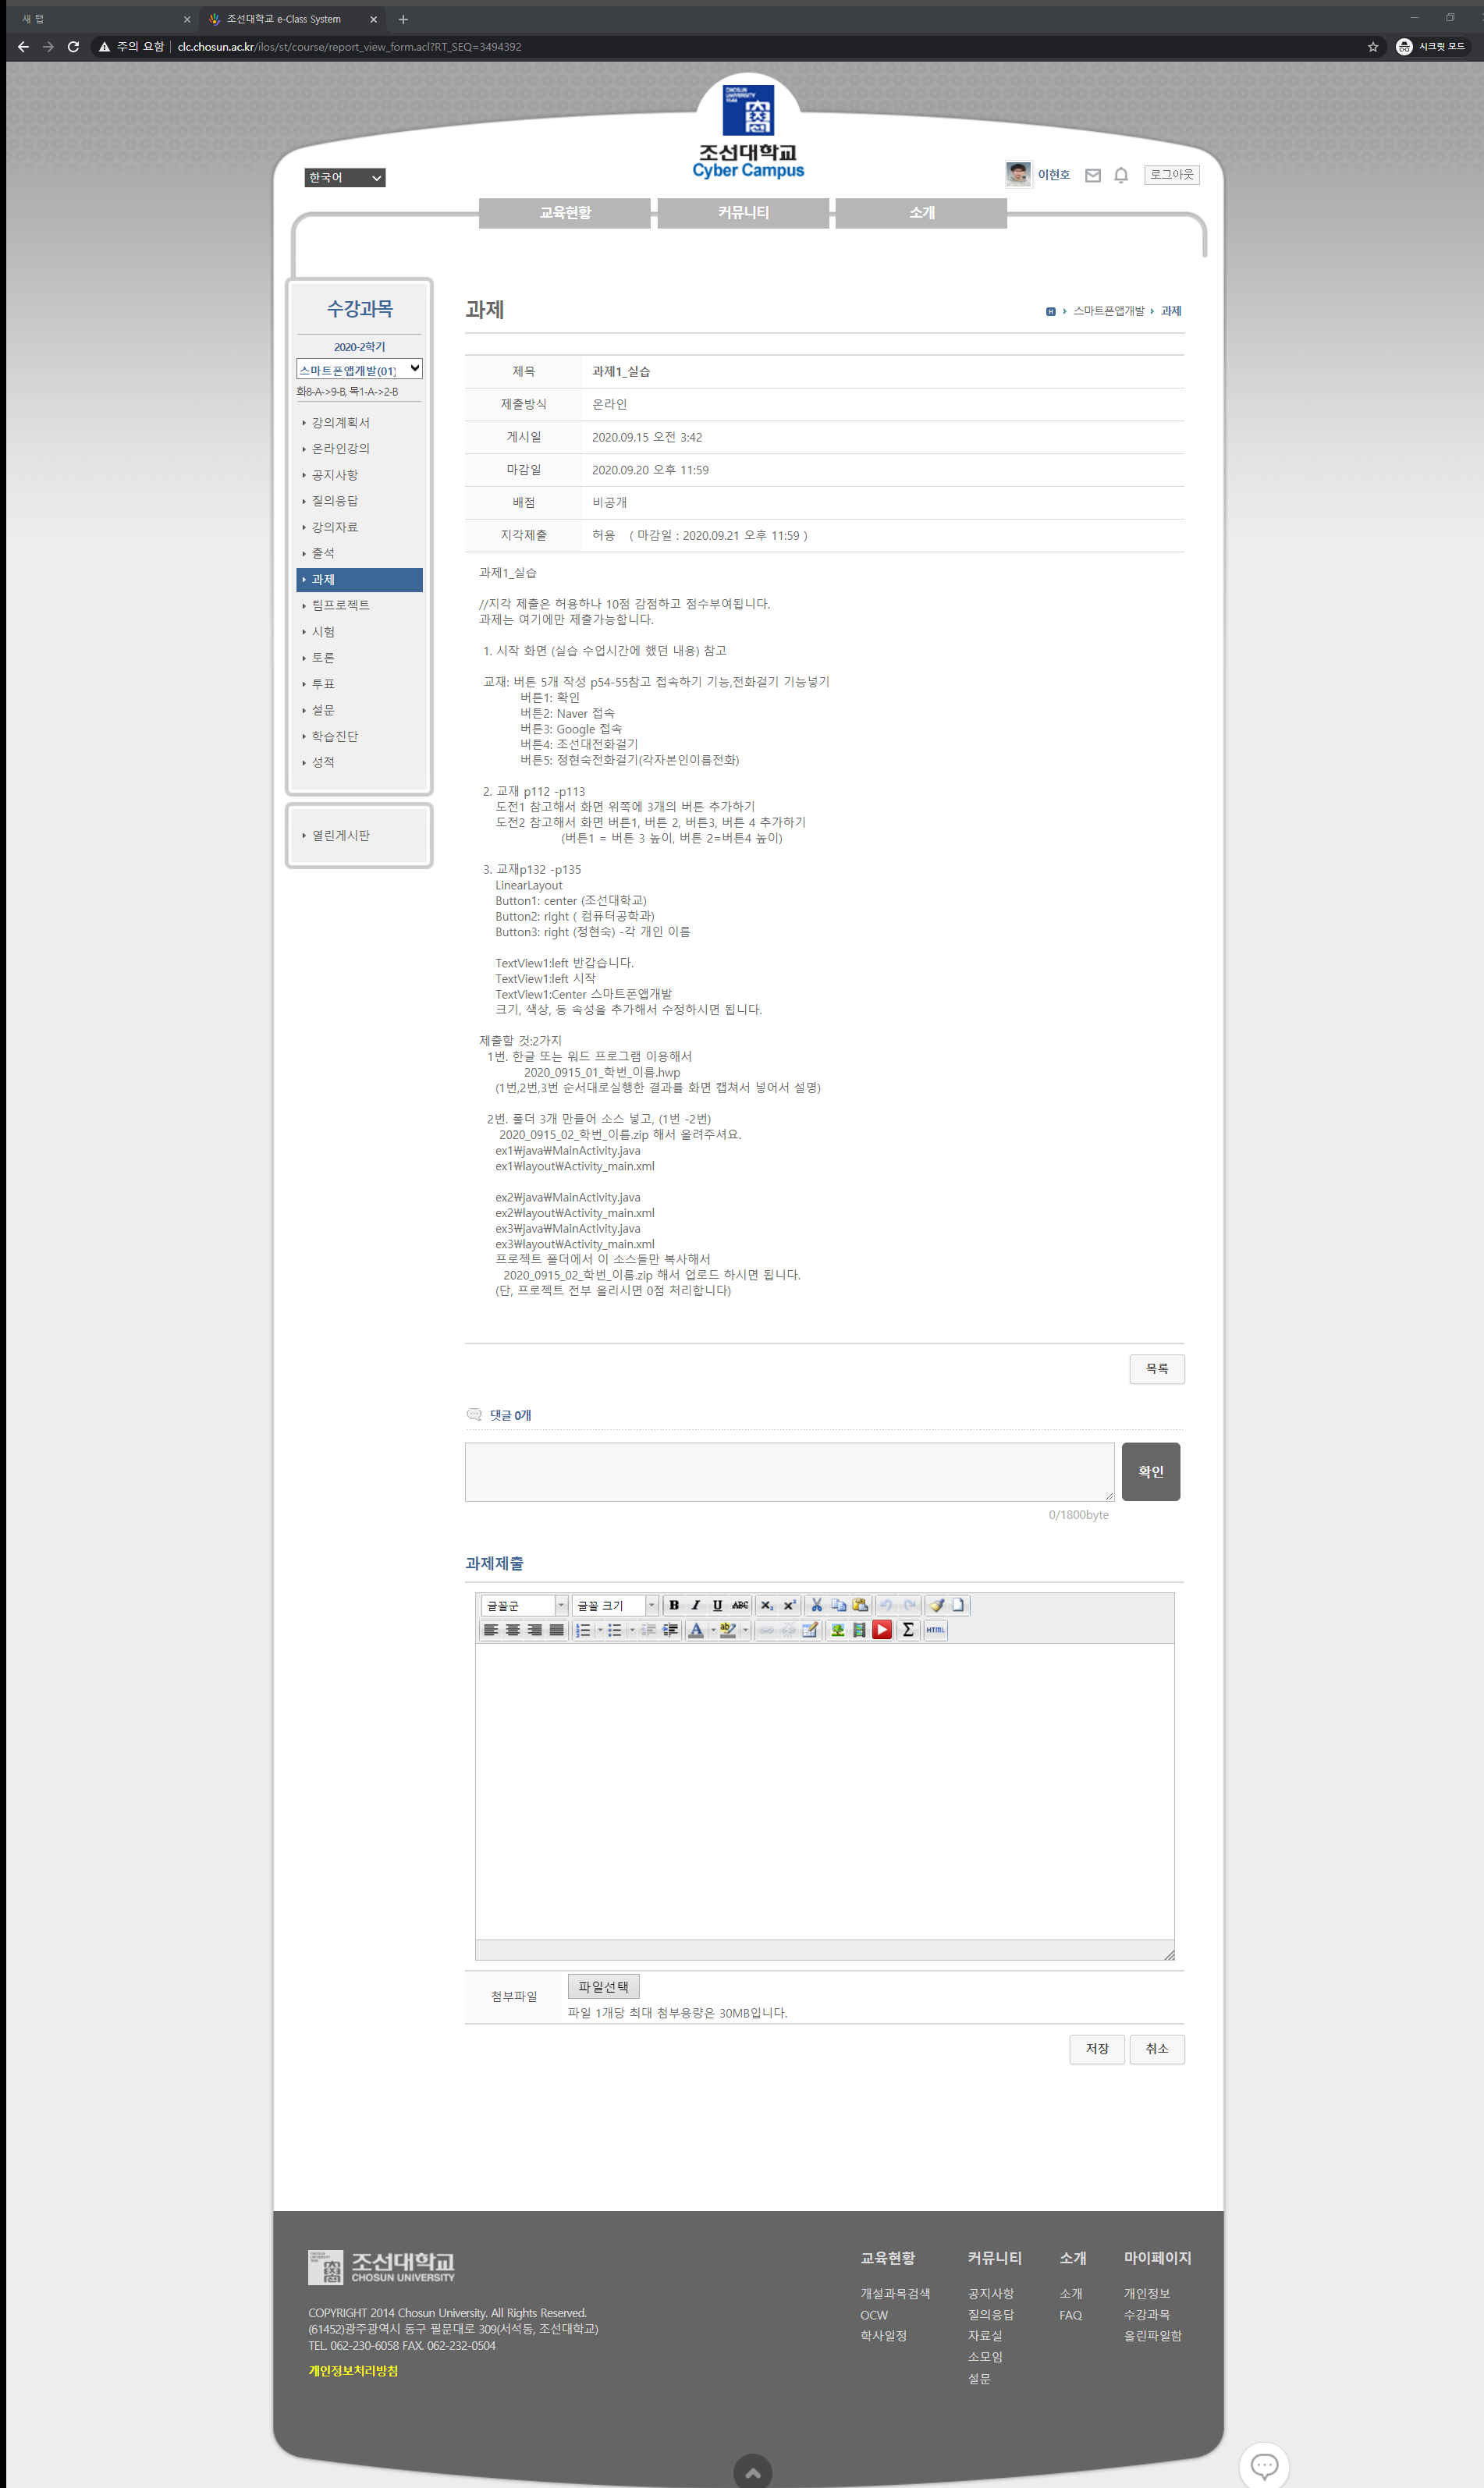 새 탭
조선대학교 e-Class System
주의 요함 | clc.chosun.ac.kr/ilos/st/course/report_view_form.acl?RT_SEQ=3494392
시크릿 모드
조선대학교
Cyber Campus
한국어
이현호
로그아웃
교육현황
커뮤니티
소개
수강과목
2020-2학기
스마트폰앱개발(01)
화8-A->9-B, 목1-A->2-B
강의계획서
온라인강의
공지사항
질의응답
강의자료
출석
과제
팀프로젝트
시험
토론
투표
설문
학습진단
성적
열린게시판
과제
스마트폰앱개발 과제
제목 과제1_실습
제출방식 온라인
게시일 2020.09.15 오전 3:42
마감일 2020.09.20 오후 11:59
배점 비공개
지각제출 허용 ( 마감일 : 2020.09.21 오후 11:59 )
과제1_실습
//지각 제출은 허용하나 10점 감점하고 점수부여됩니다.
과제는 여기에만 제출가능합니다.
1. 시작 화면 (실습 수업시간에 했던 내용) 참고
교재: 버튼 5개 작성 p54-55참고 접속하기 기능,전화걸기 기능넣기
버튼1: 확인
버튼2: Naver 접속
버튼3: Google 접속
버튼4: 조선대전화걸기
버튼5: 정현숙전화걸기(각자본인이름전화)
2. 교재 p112 -p113
도전1 참고해서 화면 위쪽에 3개의 버튼 추가하기
도전2 참고해서 화면 버튼1, 버튼 2, 버튼3, 버튼 4 추가하기
(버튼1 = 버튼 3 높이, 버튼 2=버튼4 높이)
3. 교재p132 -p135
LinearLayout
Button1: center (조선대학교)
Button2: right ( 컴퓨터공학과)
Button3: right (정현숙) -각 개인 이름
TextView1:left 반갑습니다.
TextView1:left 시작
TextView1:Center 스마트폰앱개발
크기, 색상, 등 속성을 추가해서 수정하시면 됩니다.
제출할 것:2가지
1번. 한글 또는 워드 프로그램 이용해서
2020_0915_01_학번_이름.hwp
(1번,2번,3번 순서대로실행한 결과를 화면 캡쳐서 넣어서 설명)
2번. 폴더 3개 만들어 소스 넣고, (1번 -2번)
2020_0915_02_학번_이름.zip 해서 올려주셔요.
ex1₩java₩MainActivity.java
ex1₩layout₩Activity_main.xml
ex2₩java₩MainActivity.java
ex2₩layout₩Activity_main.xml
ex3₩java₩MainActivity.java
ex3₩layout₩Activity_main.xml
프로젝트 폴더에서 이 소스들만 복사해서
2020_0915_02_학번_이름.zip 해서 업로드 하시면 됩니다.
(단, 프로젝트 전부 올리시면 0점 처리합니다)
목록
댓글 0개
확인
0/1800byte
과제제출
글꼴군 글꼴 크기 B I U ABC
HTML
첨부파일
파일선택
파일 1개당 최대 첨부용량은 30MB입니다.
저장 취소
조선대학교
CHOSUN UNIVERSITY
COPYRIGHT 2014 Chosun University. All Rights Reserved.
(61452)광주광역시 동구 필문대로 309(서석동, 조선대학교)
TEL. 062-230-6058 FAX. 062-232-0504
개인정보처리방침
교육현황
개설과목검색
OCW
학사일정
커뮤니티
공지사항
질의응답
자료실
소모임
설문
소개
소개
FAQ
마이페이지
개인정보
수강과목
올린파일함